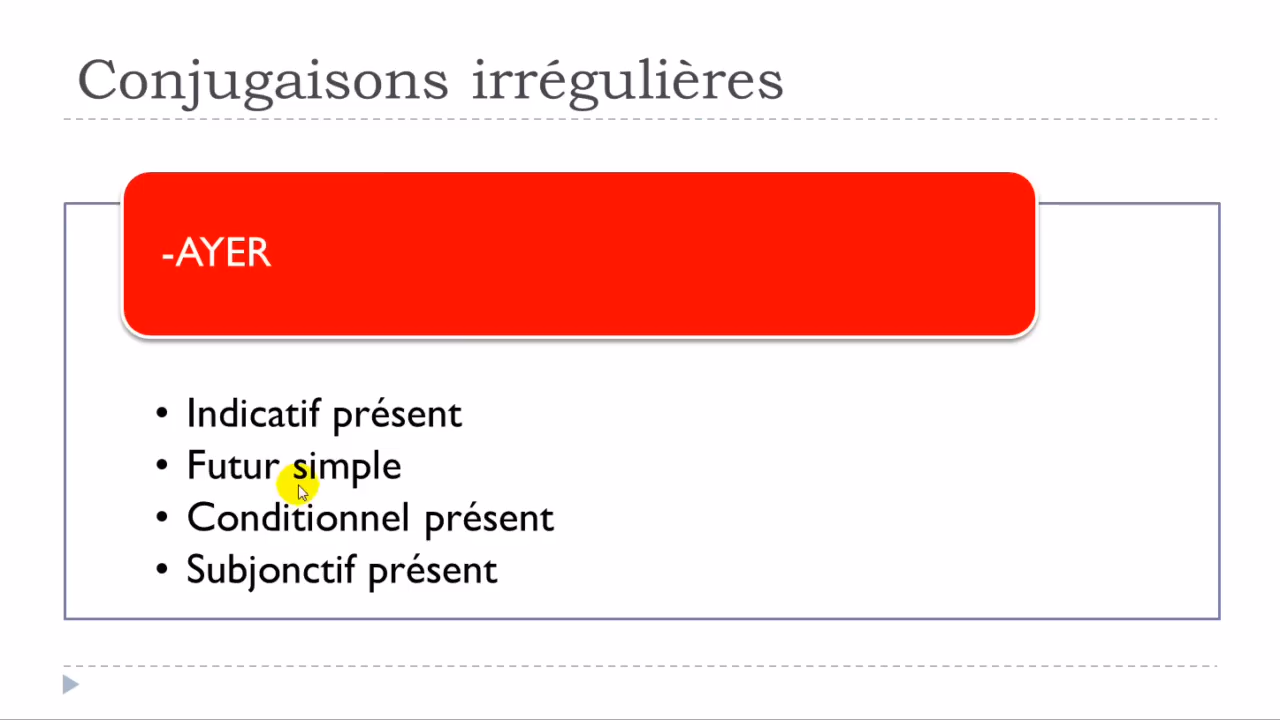 Conjugaisons irrégulières
-AYER
• Indicatif présent
• Futur simple
• Conditionnel présent
• Subjonctif présent